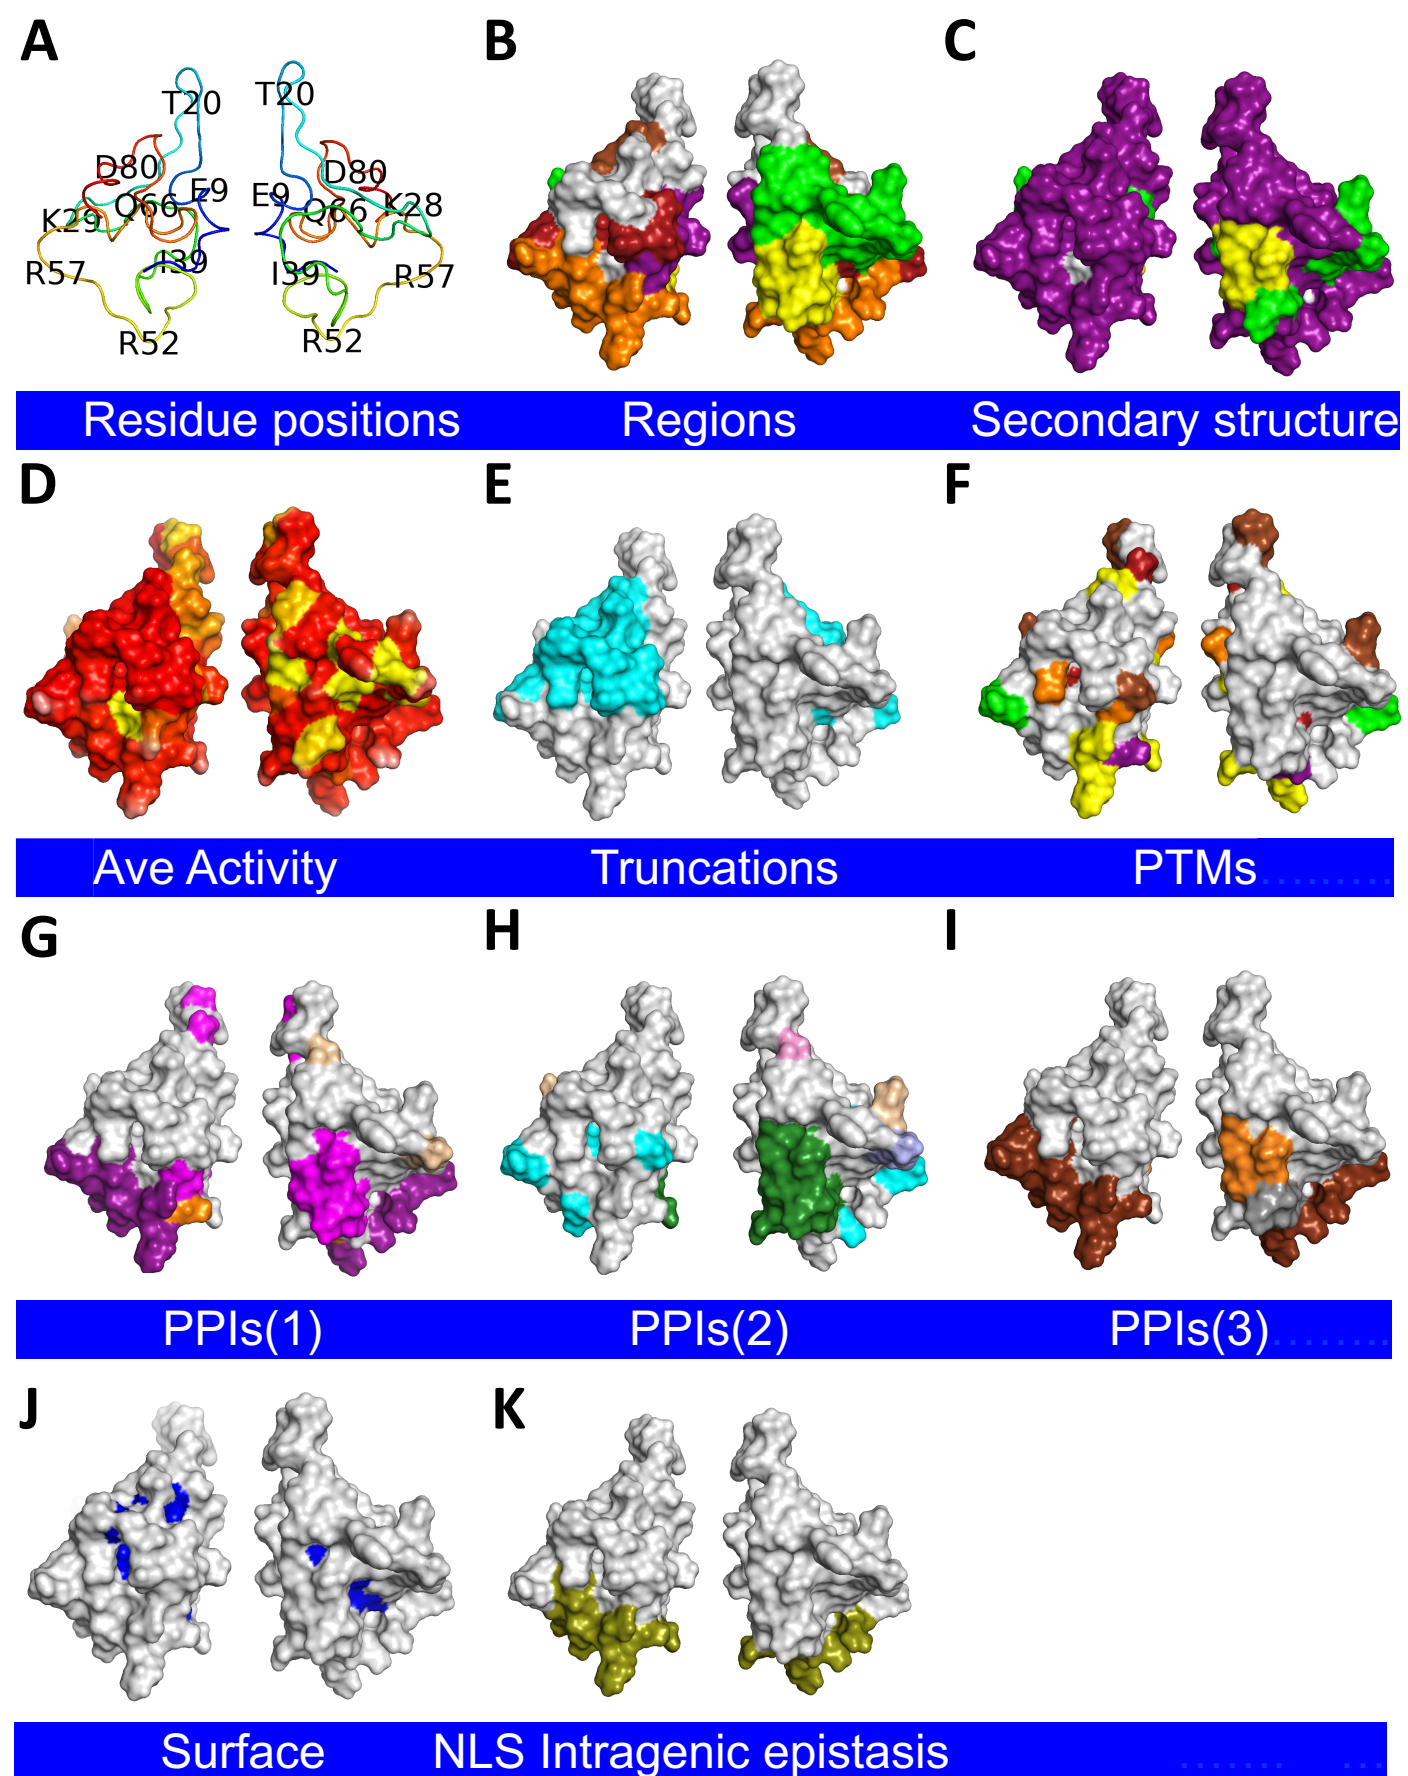 A B C
T20 T20
D80 D80
E9 E9
K29 Q66 Q66 K28
I39 I39
R57 R57
R52 R52
Residue positions Regions Secondary structure
D E F
Ave Activity Truncations PTMs.........
G H I
PPIs(1) PPIs(2) PPIs(3)........
J K
Surface NLS Intragenic epistasis ....... ...